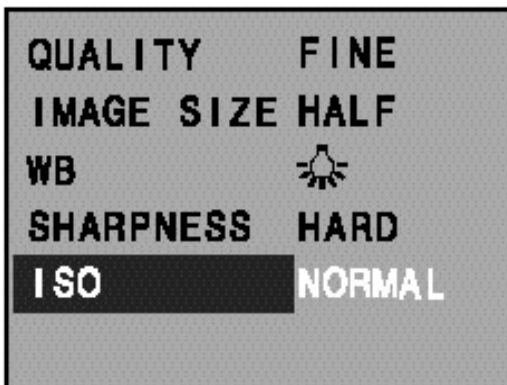 QUALITY FINE
IMAGE SIZE HALF
WB
SHARPNESS HARD
ISO NORMAL